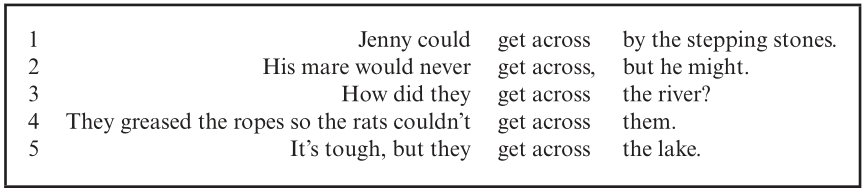 1 Jenny could get across by the stepping stones.
2 His mare would never get across, but he might.
3 How did they get across the river?
4 They greased the ropes so the rats couldn't get across them.
5 It's tough, but they get across the lake.